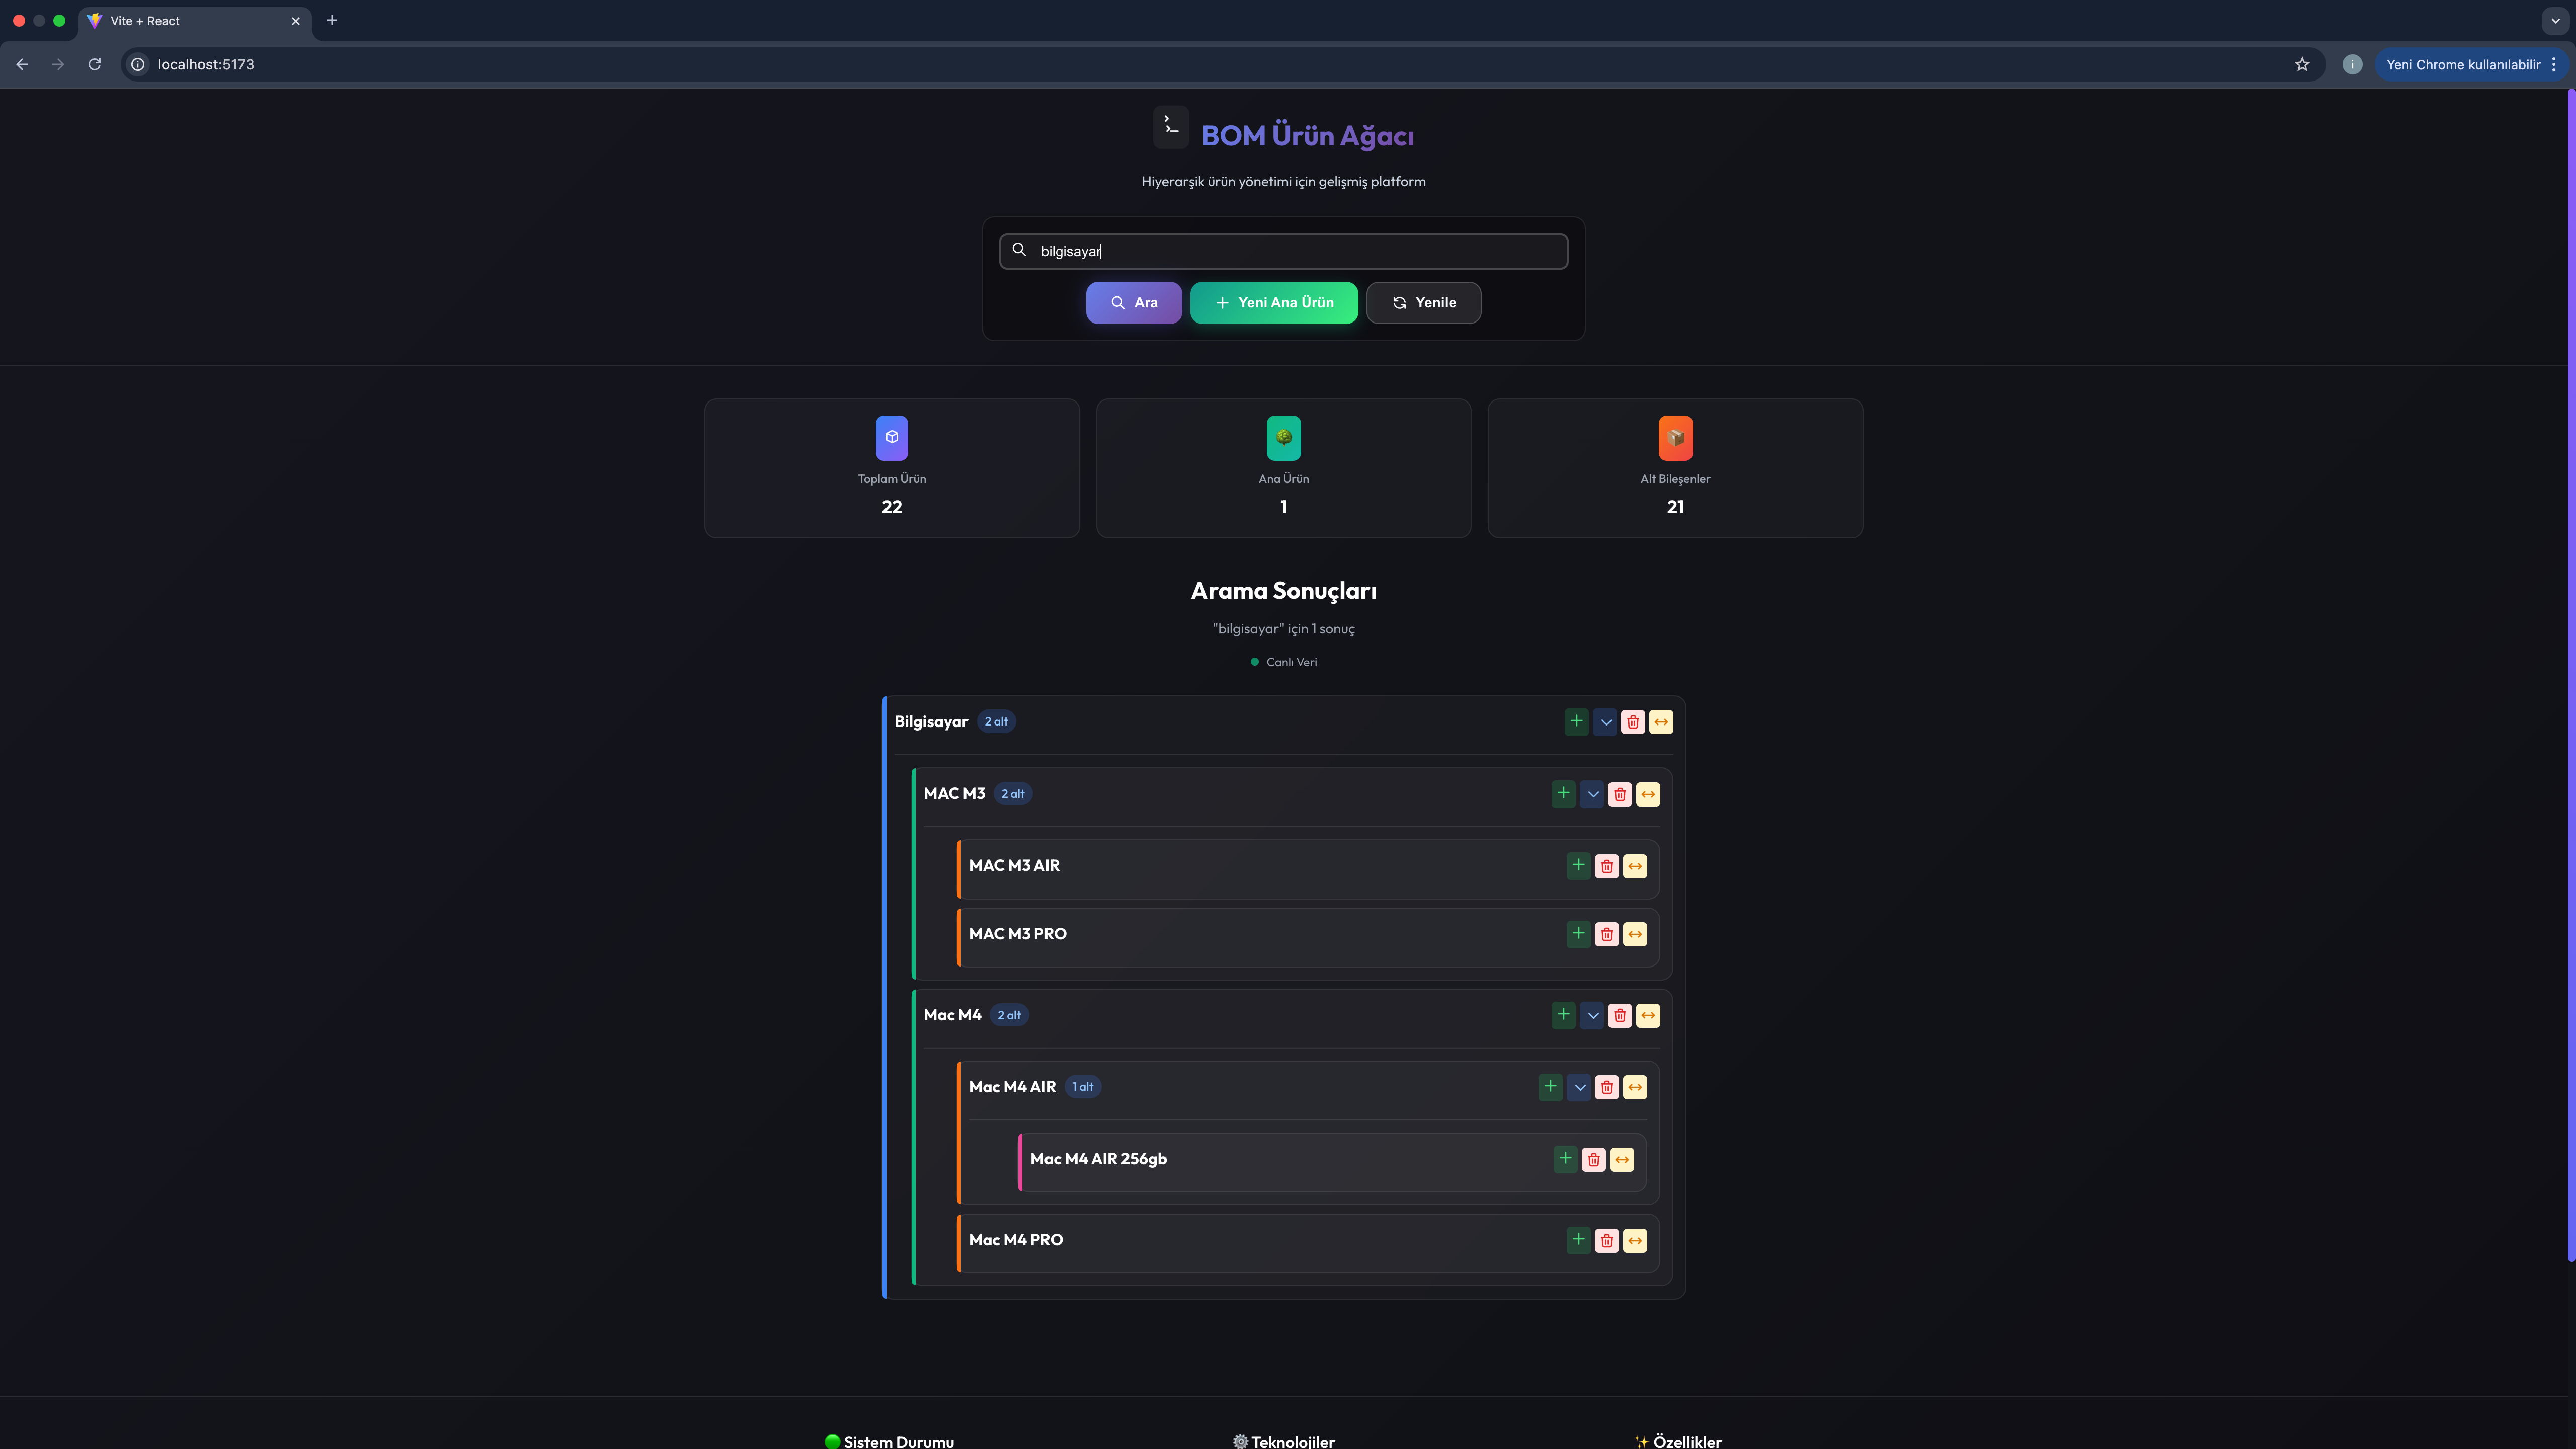 Vite + React
localhost:5173
Yeni Chrome kullanılabilir
BOM Ürün Ağacı
Hiyerarşik ürün yönetimi için gelişmiş platform
bilgisayar
Ara
Yeni Ana Ürün
Yenile
Toplam Ürün
22
Ana Ürün
1
Alt Bileşenler
21
Arama Sonuçları
"bilgisayar" için 1 sonuç
Canlı Veri
Bilgisayar 2 alt
MAC M3 2 alt
MAC M3 AIR
MAC M3 PRO
Mac M4 2 alt
Mac M4 AIR 1 alt
Mac M4 AIR 256gb
Mac M4 PRO
Sistem Durumu
Teknolojiler
Özellikler